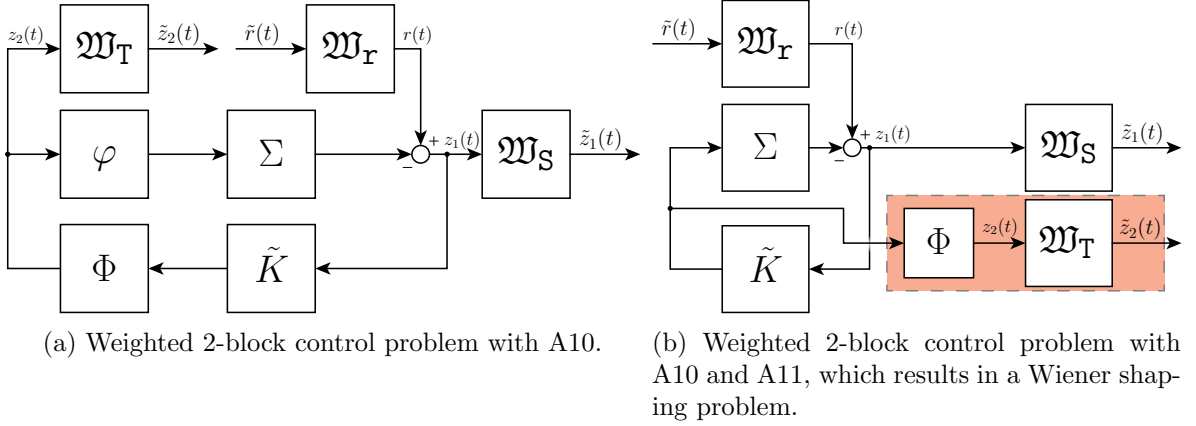 z₂(t) 𝔚_T z̃₂(t) r̃(t) 𝔚_r r(t)
φ Σ + z₁(t) − 𝔚_S z̃₁(t)
Φ K̃
(a) Weighted 2-block control problem with A10.
r̃(t) 𝔚_r r(t)
Σ + z₁(t) − 𝔚_S z̃₁(t)
K̃ Φ z₂(t) 𝔚_T z̃₂(t)
(b) Weighted 2-block control problem with
A10 and A11, which results in a Wiener shap-
ing problem.